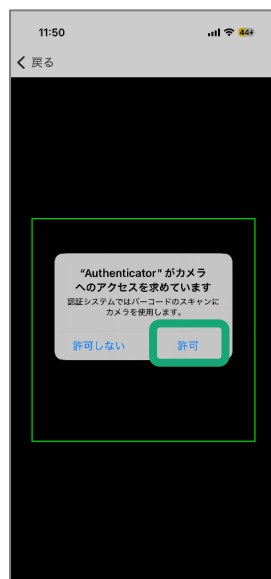 11:50
44
戻る
“Authenticator”がカメラ
へのアクセスを求めています
認証システムではバーコードのスキャンに
カメラを使用します。
許可しない
許可